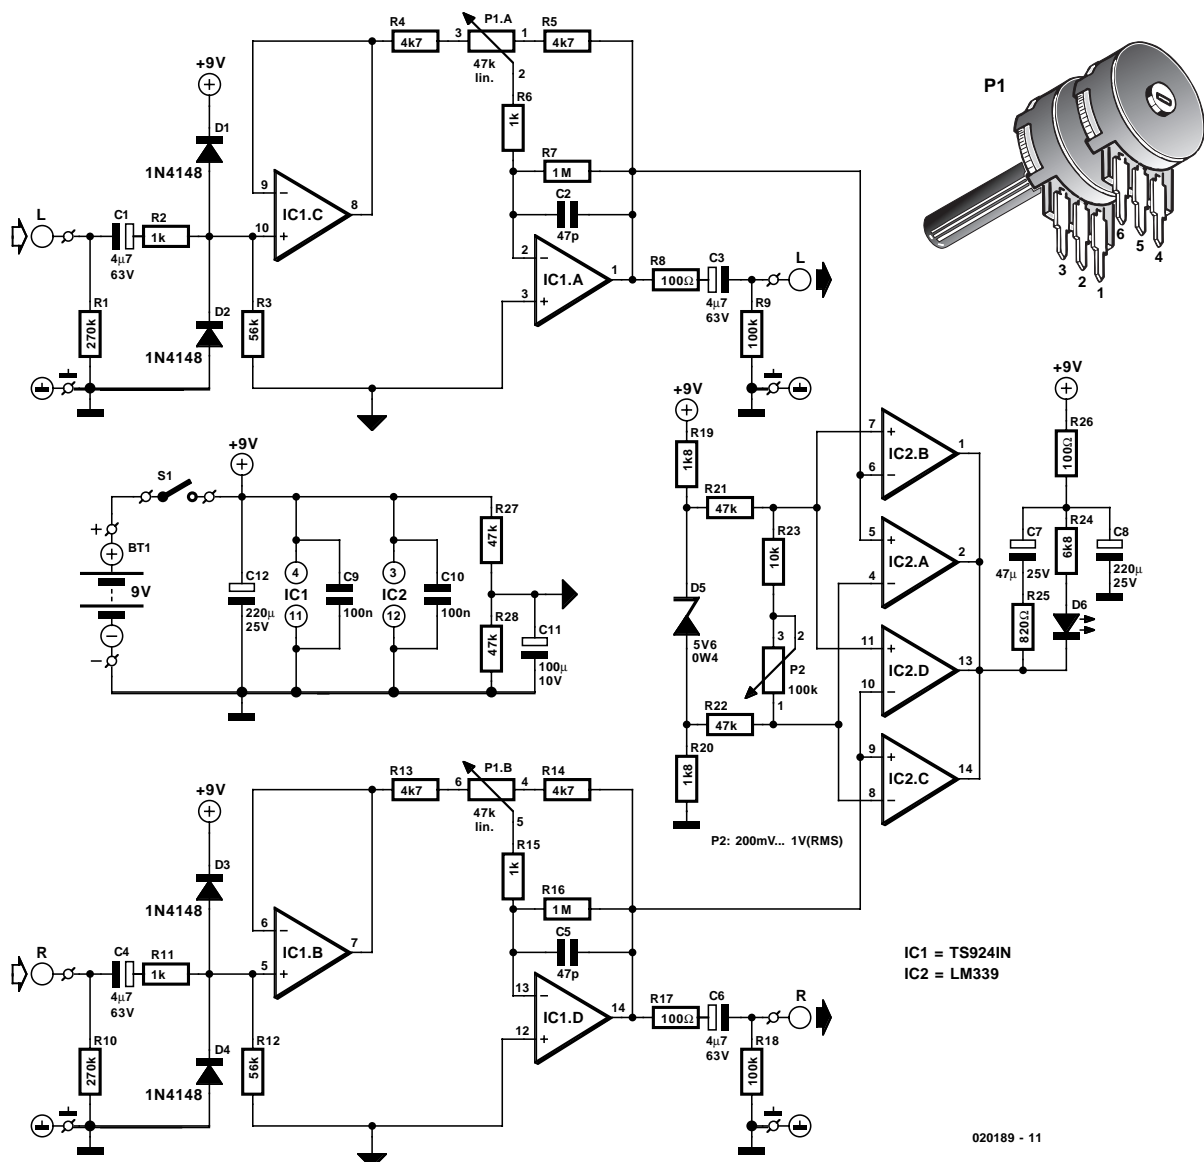 R4
4k7
3
P1.A
47k
lin.
1
2
R5
4k7
+9V
D1
1N4148
R6
1k
R7
1M
C2
47p
9
−
IC1.C
8
10
+
L
C1
4µ7
63V
R2
1k
R1
270k
D2
1N4148
R3
56k
2
−
IC1.A
1
3
+
R8
100Ω
C3
4µ7
63V
L
R9
100k
P1
3
2
1
6
5
4
+9V
S1
+
BT1
9V
−
C12
220µ
25V
4
IC1
11
C9
100n
3
IC2
12
C10
100n
R27
47k
R28
47k
C11
100µ
10V
+9V
R19
1k8
R21
47k
R23
10k
D5
5V6
0W4
3
2
P2
100k
1
R22
47k
R20
1k8
P2: 200mV... 1V(RMS)
7
+
IC2.B
1
6
−
5
+
IC2.A
2
4
−
11
+
IC2.D
13
10
−
9
+
IC2.C
14
8
−
+9V
R26
100Ω
C7
47µ
25V
R24
6k8
C8
220µ
25V
R25
820Ω
D6
R13
4k7
6
P1.B
47k
lin.
4
5
R14
4k7
+9V
D3
1N4148
R15
1k
R16
1M
C5
47p
6
−
IC1.B
7
5
+
R
C4
4µ7
63V
R11
1k
R10
270k
D4
1N4148
R12
56k
13
−
IC1.D
14
12
+
R17
100Ω
C6
4µ7
63V
R
R18
100k
IC1 = TS924IN
IC2 = LM339
020189 - 11